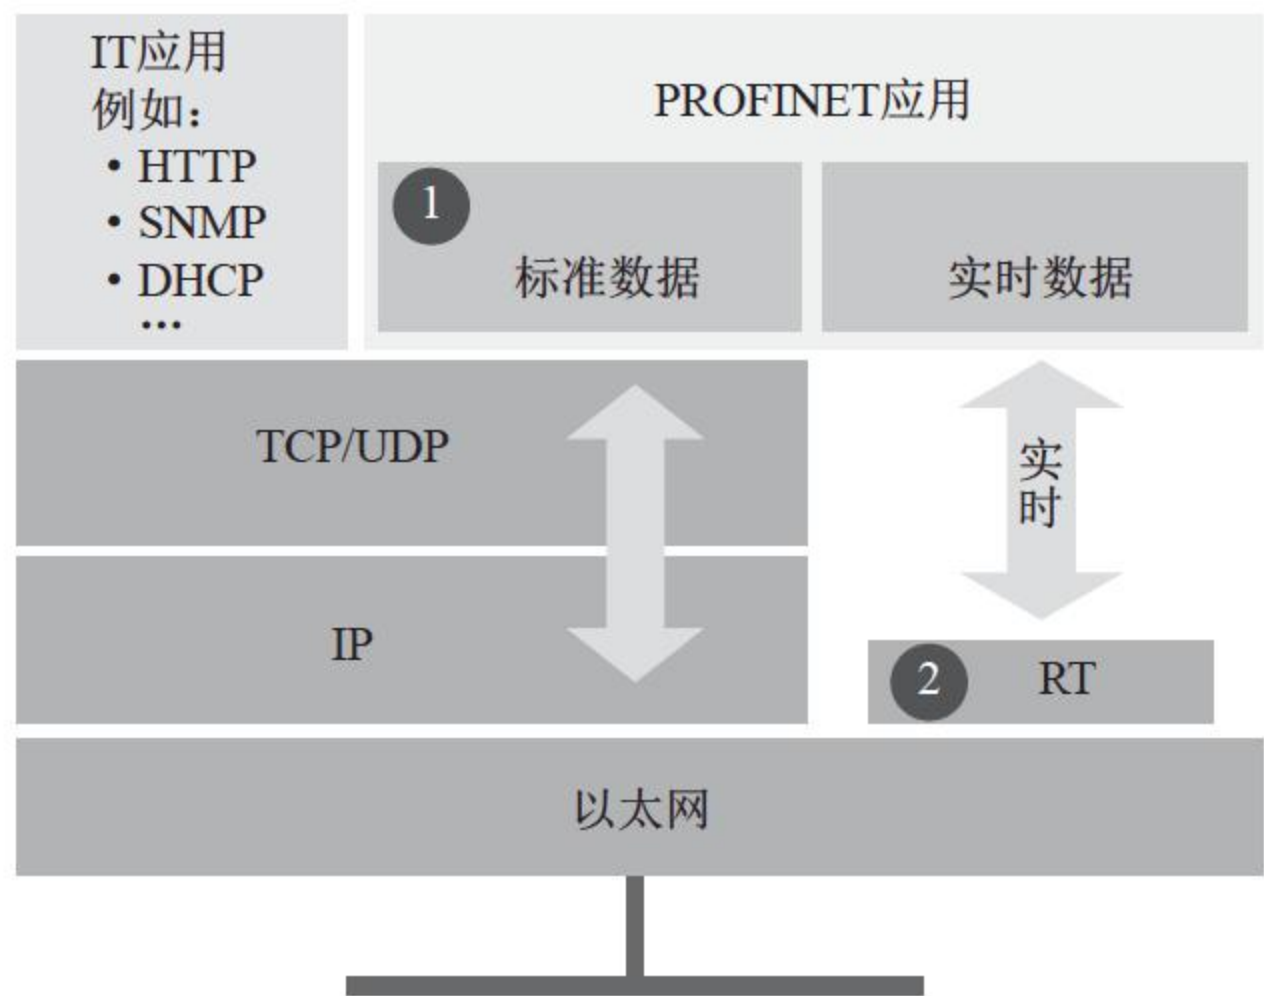 IT应用
例如：
・HTTP
・SNMP
・DHCP
…
PROFINET应用
1
标准数据
实时数据
TCP/UDP
实
时
IP
2 RT
以太网